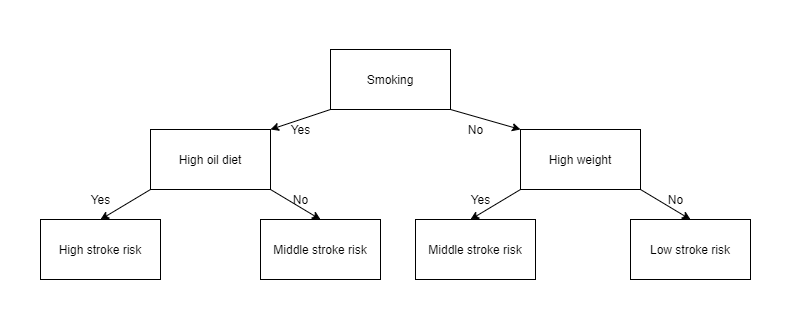 Smoking
Yes
No
High oil diet
High weight
Yes
No
Yes
No
High stroke risk
Middle stroke risk
Middle stroke risk
Low stroke risk